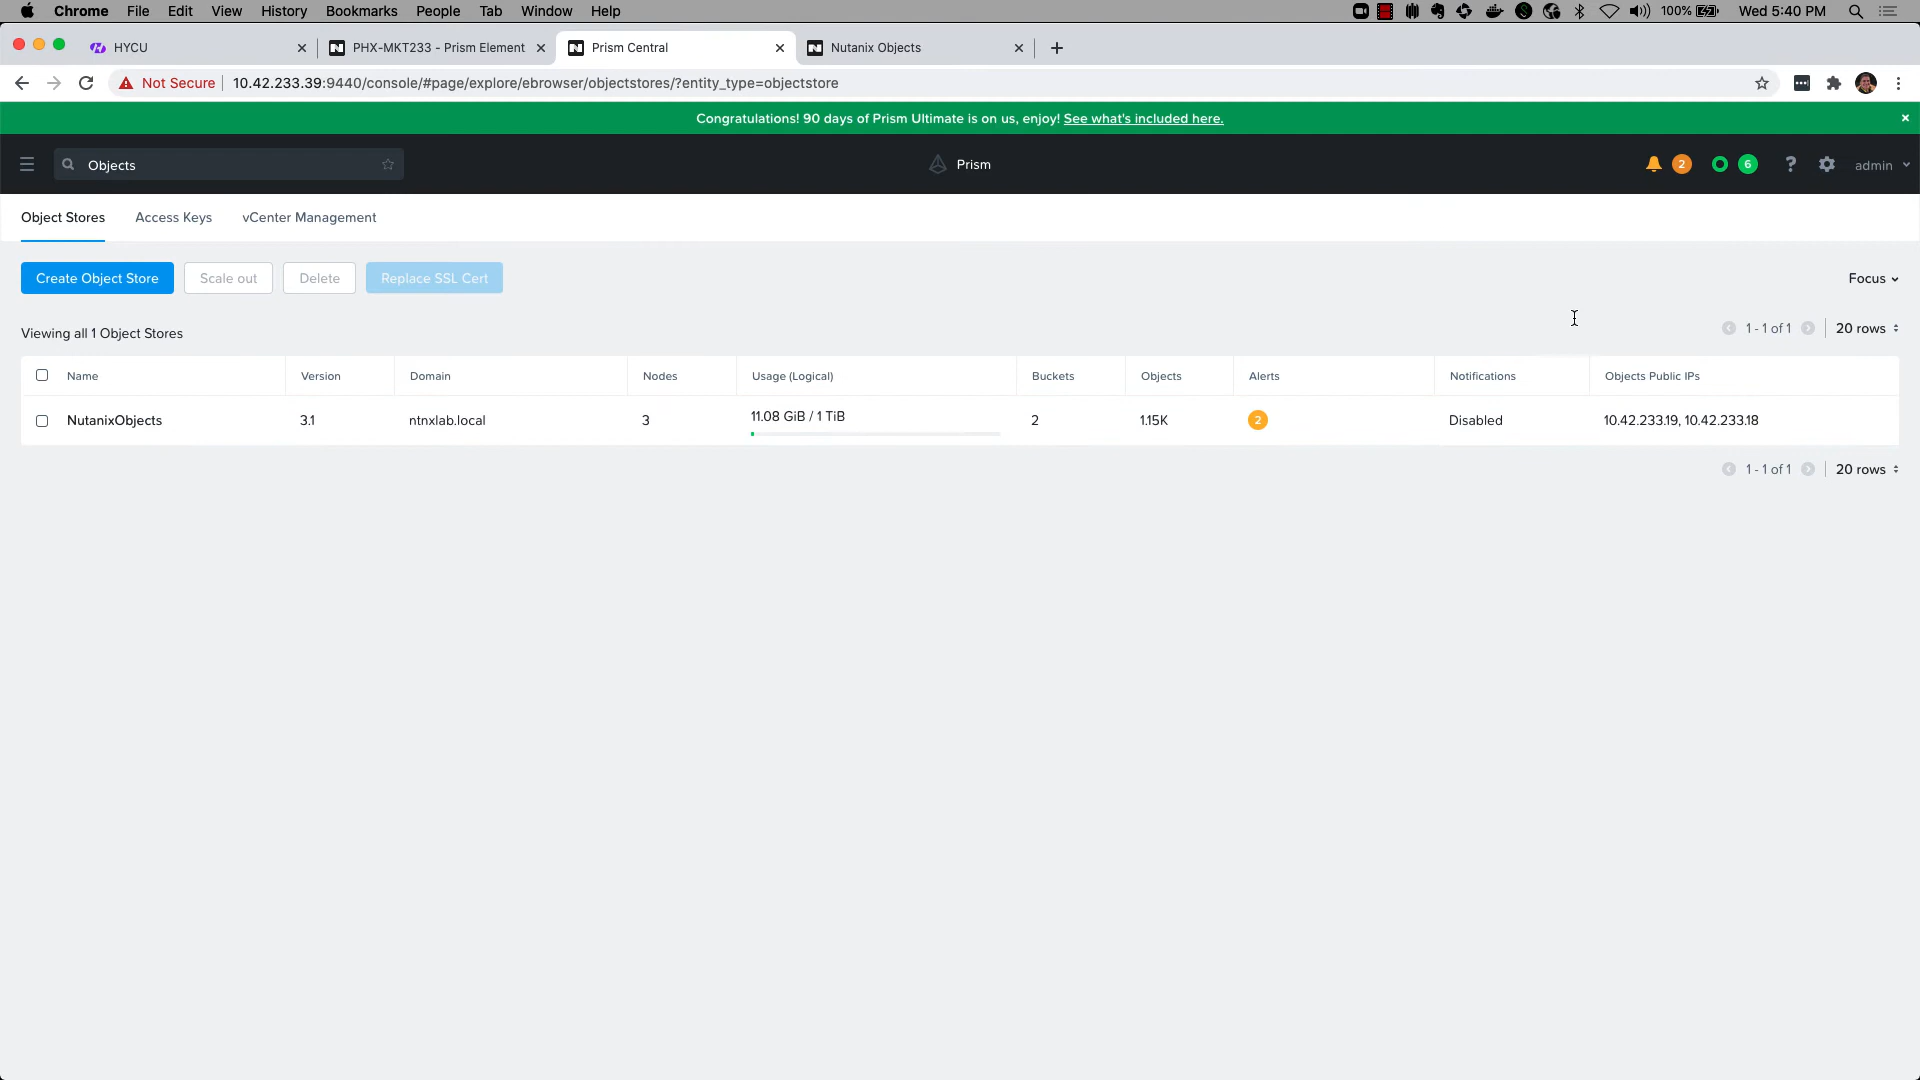 Chrome File Edit View History Bookmarks People Tab Window Help 100% Wed 5:40 PM
HYCU PHX-MKT233 - Prism Element Prism Central Nutanix Objects
Not Secure 10.42.233.39:9440/console/#page/explore/ebrowser/objectstores/?entity_type=objectstore
Congratulations! 90 days of Prism Ultimate is on us, enjoy! See what's included here.
Objects Prism 2 6 ? admin
Object Stores Access Keys vCenter Management
Create Object Store Scale out Delete Replace SSL Cert Focus
Viewing all 1 Object Stores 1 - 1 of 1 20 rows
Name Version Domain Nodes Usage (Logical) Buckets Objects Alerts Notifications Objects Public IPs
NutanixObjects 3.1 ntnxlab.local 3 11.08 GiB / 1 TiB 2 1.15K 2 Disabled 10.42.233.19, 10.42.233.18
1 - 1 of 1 20 rows